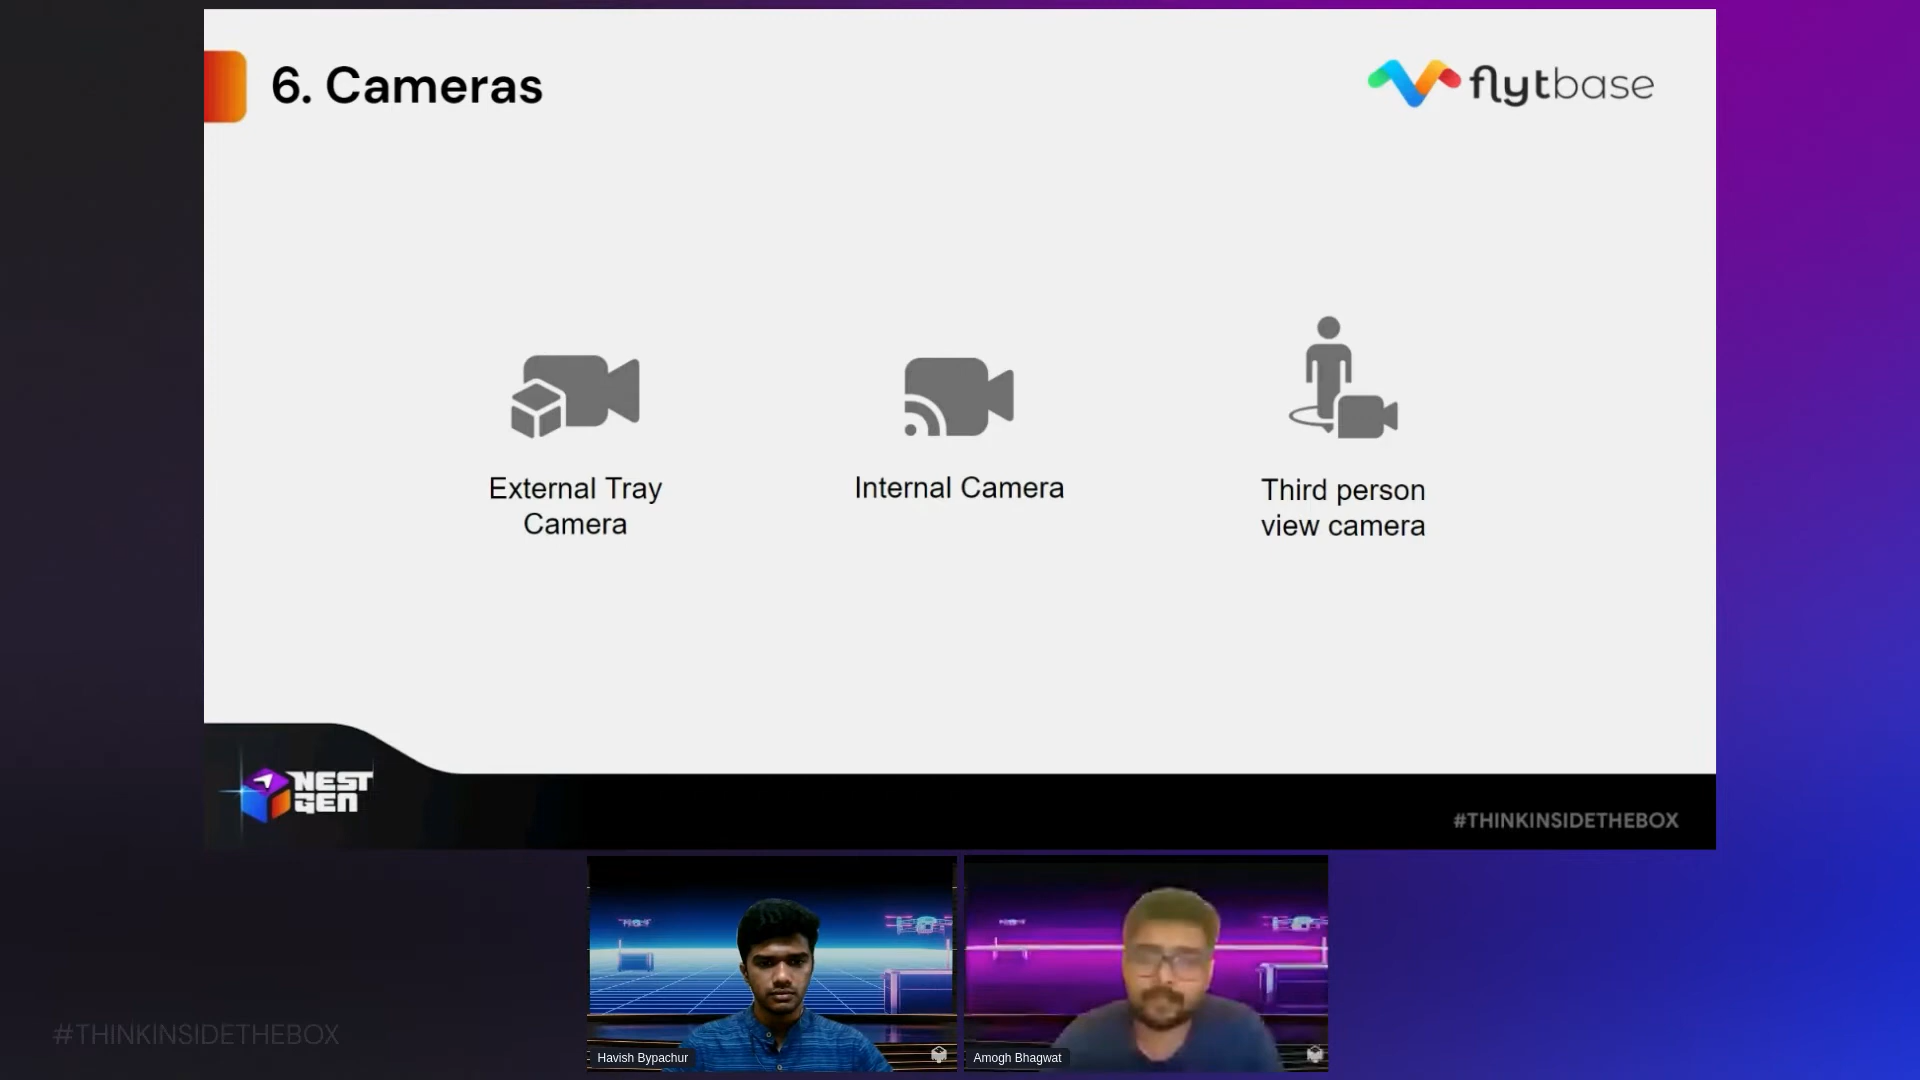 6. Cameras
flytbase
External Tray
Camera
Internal Camera
Third person
view camera
NEST
GEN
#THINKINSIDETHEBOX
Havish Bypachur
Amogh Bhagwat
#THINKINSIDETHEBOX